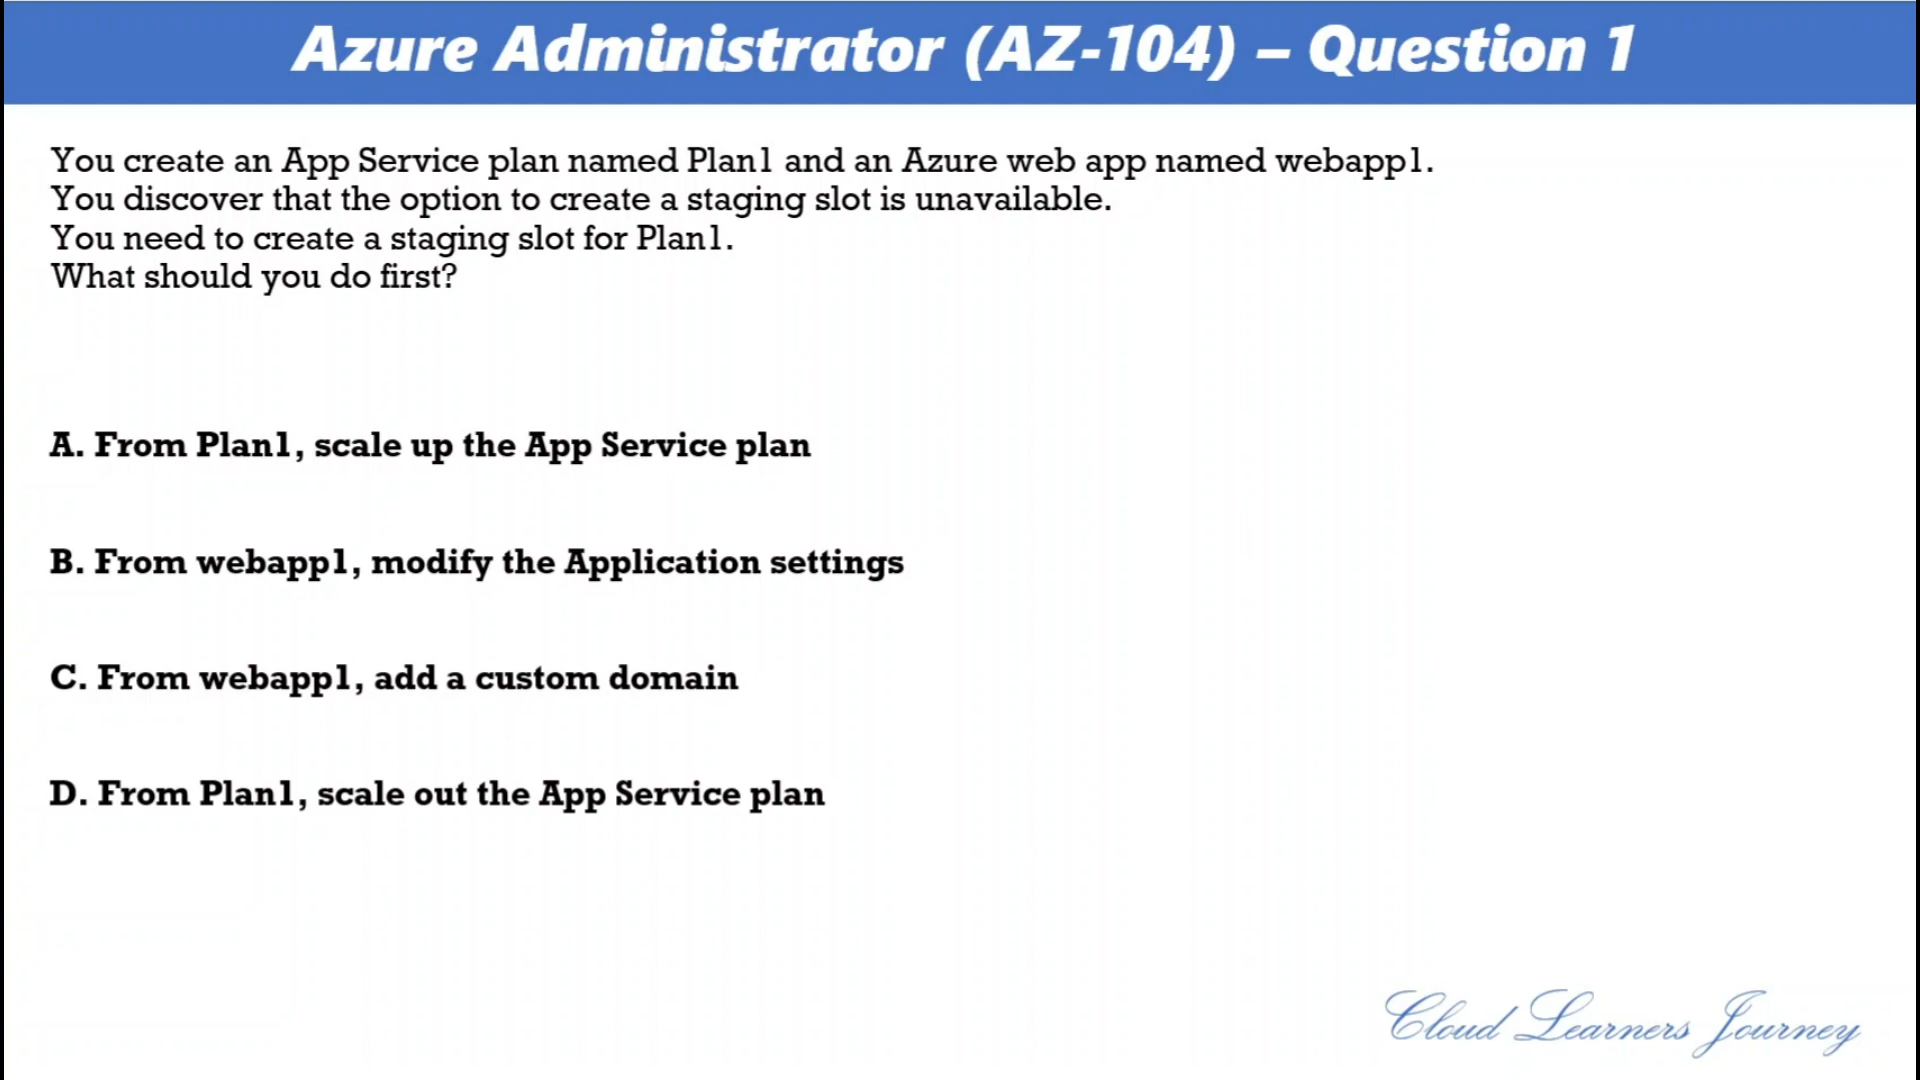 Azure Administrator (AZ-104) – Question 1
You create an App Service plan named Plan1 and an Azure web app named webapp1.
You discover that the option to create a staging slot is unavailable.
You need to create a staging slot for Plan1.
What should you do first?
A. From Plan1, scale up the App Service plan
B. From webapp1, modify the Application settings
C. From webapp1, add a custom domain
D. From Plan1, scale out the App Service plan
Cloud Learners Journey